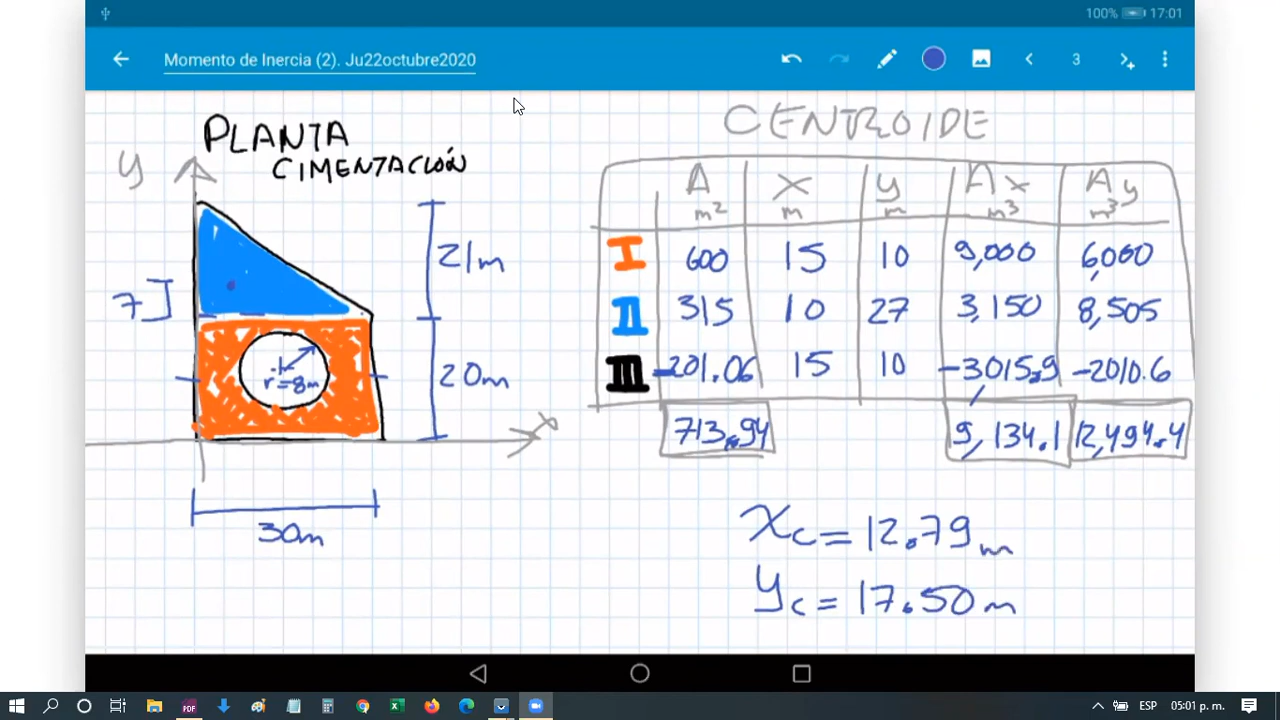 100% 17:01
Momento de Inercia (2). Ju22octubre2020
3
PLANTA
CIMENTACIÓN
y
21m
7
20m
r=8m
x
30m
CENTROIDE
A x y Ax Ay
m² m m m³ m³
I 600 15 10 9,000 6,000
II 315 10 27 3,150 8,505
III -201.06 15 10 -3015.9 -2010.6
713.94 9,134.1 12,494.4
xc = 12.79 m
yc = 17.50 m
ESP 05:01 p. m.